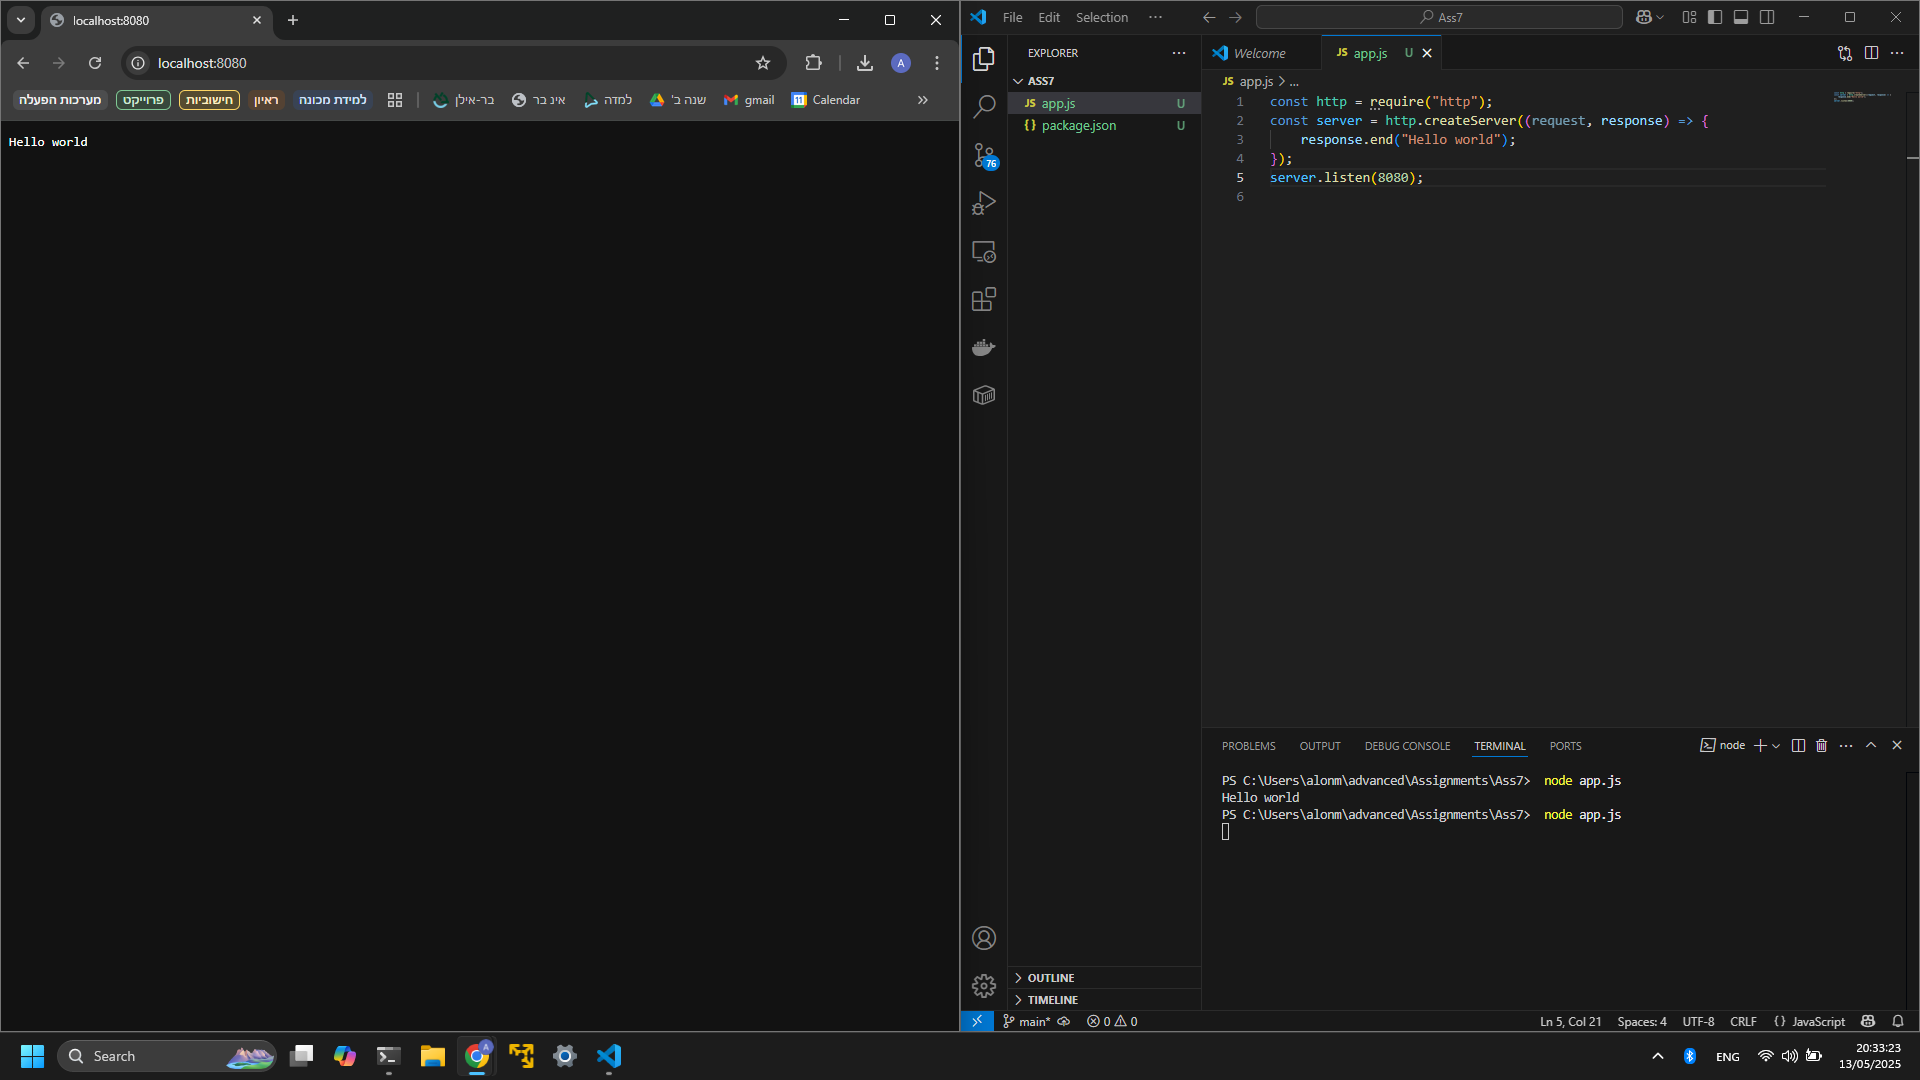 localhost:8080
localhost:8080
A
מערכות הפעלה
פרוייקט
חישוביות
ראיון
למידת מכונה
בר-אילן
אינ בר
למדה
שנה ב'
gmail
Calendar
Hello world
File Edit Selection ...
Ass7
EXPLORER
ASS7
JS app.js U
{} package.json U
76
OUTLINE
TIMELINE
Welcome
JS app.js U
JS app.js > ...
1 const http = require("http");
2 const server = http.createServer((request, response) => {
3 response.end("Hello world");
4 });
5 server.listen(8080);
6
PROBLEMS OUTPUT DEBUG CONSOLE TERMINAL PORTS
node
PS C:\Users\alonm\advanced\Assignments\Ass7> node app.js
Hello world
PS C:\Users\alonm\advanced\Assignments\Ass7> node app.js
main* 0 0
Ln 5, Col 21 Spaces: 4 UTF-8 CRLF {} JavaScript
Search
ENG
20:33:23
13/05/2025